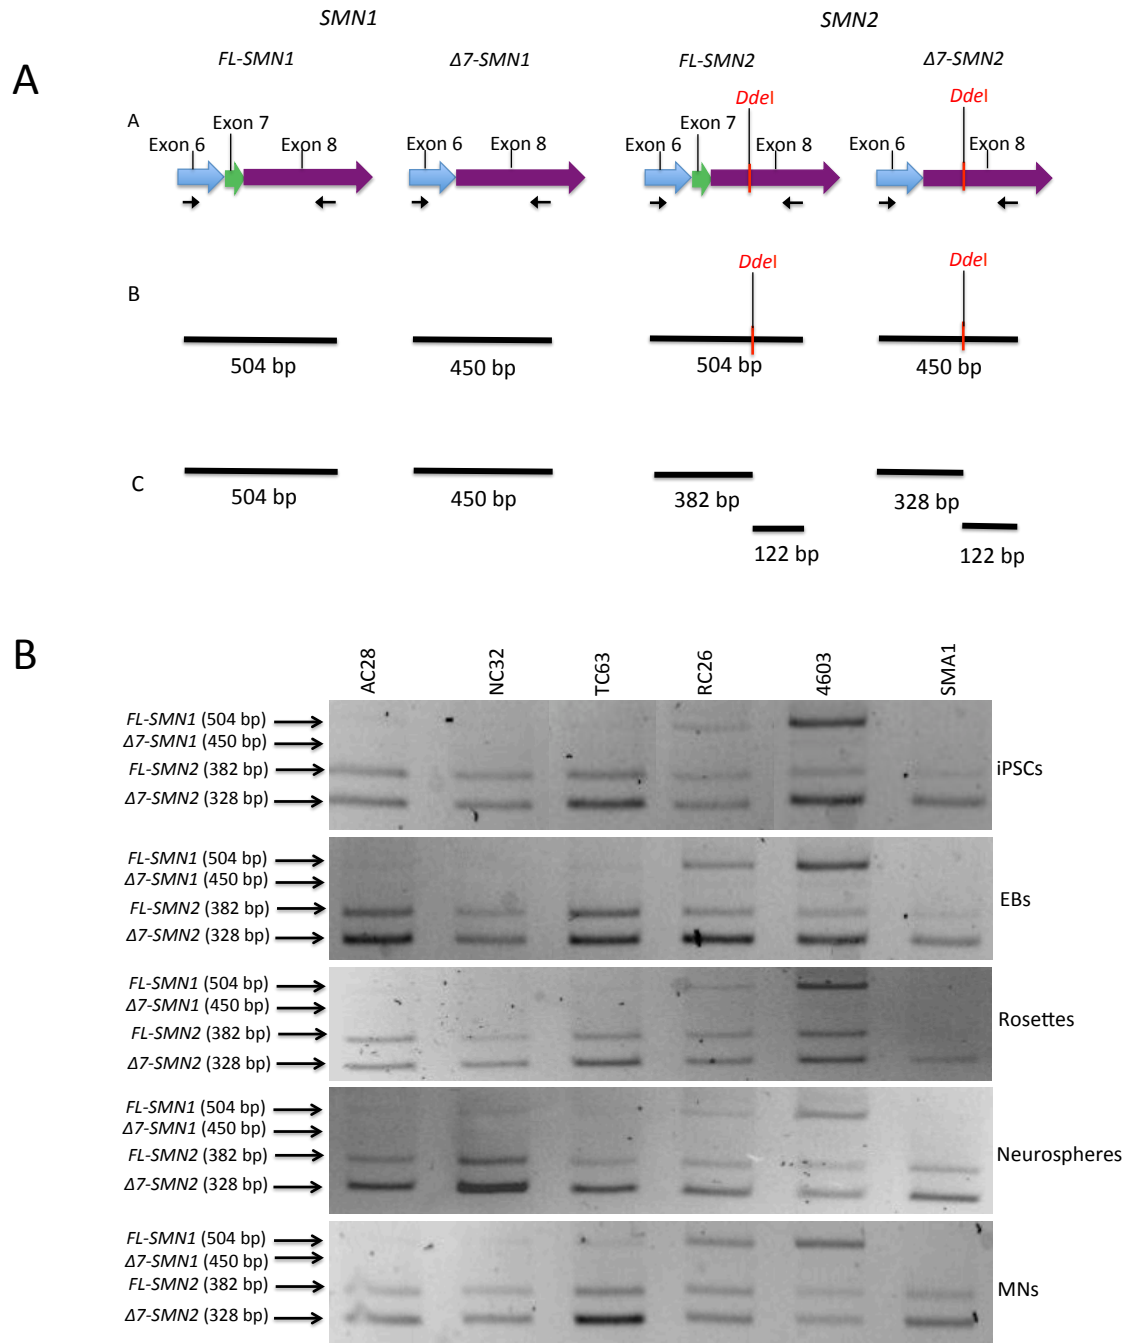 SMN1 SMN2
FL-SMN1 Δ7-SMN1 FL-SMN2 Δ7-SMN2
A
DdeI DdeI
A
Exon 6 Exon 7 Exon 8 Exon 6 Exon 8 Exon 6 Exon 7 Exon 8 Exon 6 Exon 8
DdeI DdeI
B
504 bp 450 bp 504 bp 450 bp
C
504 bp 450 bp 382 bp 328 bp
122 bp 122 bp
B
AC28 NC32 TC63 RC26 4603 SMA1
FL-SMN1 (504 bp)
Δ7-SMN1 (450 bp)
FL-SMN2 (382 bp)
Δ7-SMN2 (328 bp)
iPSCs
FL-SMN1 (504 bp)
Δ7-SMN1 (450 bp)
FL-SMN2 (382 bp)
Δ7-SMN2 (328 bp)
EBs
FL-SMN1 (504 bp)
Δ7-SMN1 (450 bp)
FL-SMN2 (382 bp)
Δ7-SMN2 (328 bp)
Rosettes
FL-SMN1 (504 bp)
Δ7-SMN1 (450 bp)
FL-SMN2 (382 bp)
Δ7-SMN2 (328 bp)
Neurospheres
FL-SMN1 (504 bp)
Δ7-SMN1 (450 bp)
FL-SMN2 (382 bp)
Δ7-SMN2 (328 bp)
MNs